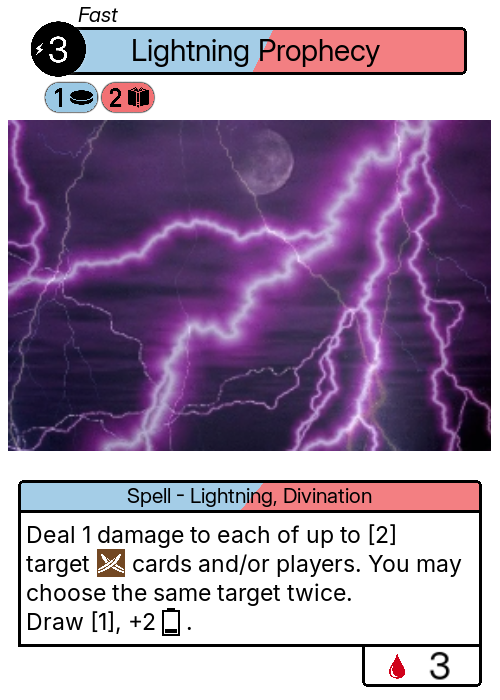 Fast
3 Lightning Prophecy
1 2
Spell - Lightning, Divination
Deal 1 damage to each of up to [2]
target cards and/or players. You may
choose the same target twice.
Draw [1], +2 .
3